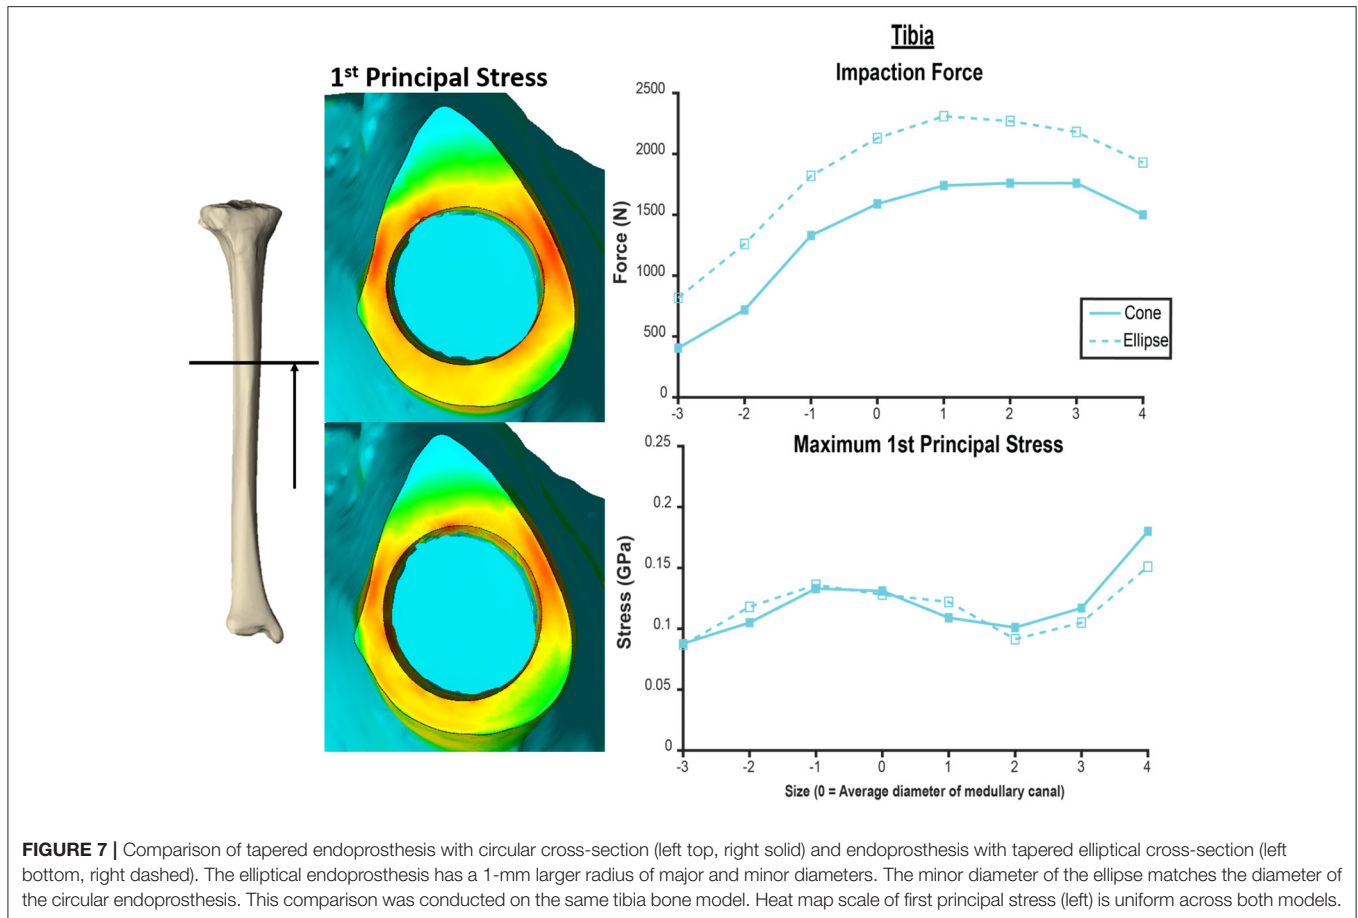 Tibia
1st Principal Stress
Impaction Force
2500
2000
1500
1000
500
0
Force (N)
-3 -2 -1 0 1 2 3 4
Cone
Ellipse
Maximum 1st Principal Stress
0.25
0.2
0.15
0.1
0.05
0
Stress (GPa)
-3 -2 -1 0 1 2 3 4
Size (0 = Average diameter of medullary canal)
FIGURE 7 | Comparison of tapered endoprosthesis with circular cross-section (left top, right solid) and endoprosthesis with tapered elliptical cross-section (left
bottom, right dashed). The elliptical endoprosthesis has a 1-mm larger radius of major and minor diameters. The minor diameter of the ellipse matches the diameter of
the circular endoprosthesis. This comparison was conducted on the same tibia bone model. Heat map scale of first principal stress (left) is uniform across both models.